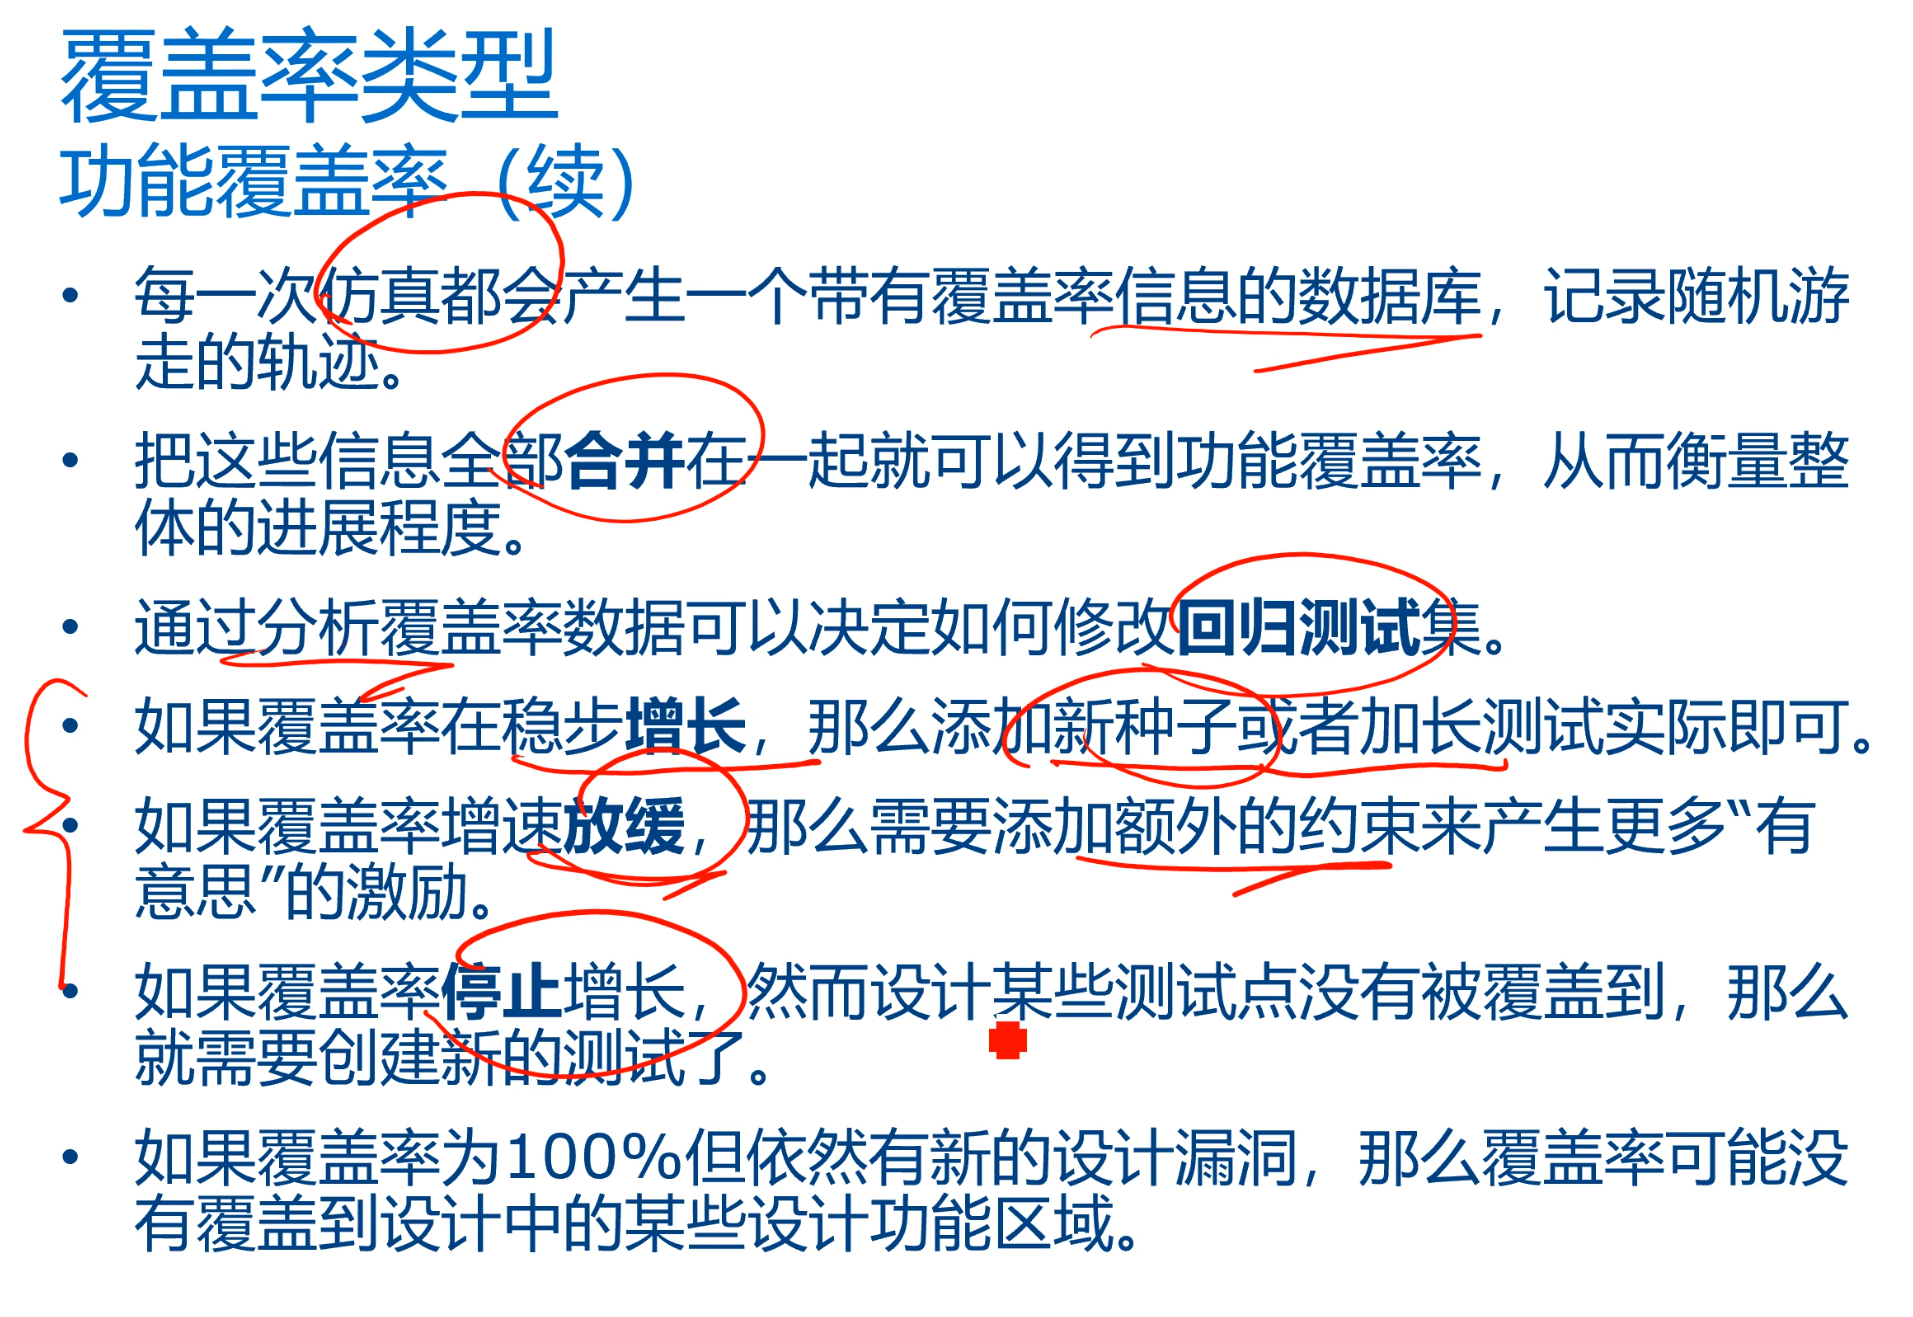 覆盖率类型
功能覆盖率（续）
• 每一次仿真都会产生一个带有覆盖率信息的数据库，记录随机游
走的轨迹。
• 把这些信息全部合并在一起就可以得到功能覆盖率，从而衡量整
体的进展程度。
• 通过分析覆盖率数据可以决定如何修改回归测试集。
• 如果覆盖率在稳步增长，那么添加新种子或者加长测试实际即可。
• 如果覆盖率增速放缓，那么需要添加额外的约束来产生更多“有
意思”的激励。
• 如果覆盖率停止增长，然而设计某些测试点没有被覆盖到，那么
就需要创建新的测试了。
• 如果覆盖率为100%但依然有新的设计漏洞，那么覆盖率可能没
有覆盖到设计中的某些设计功能区域。